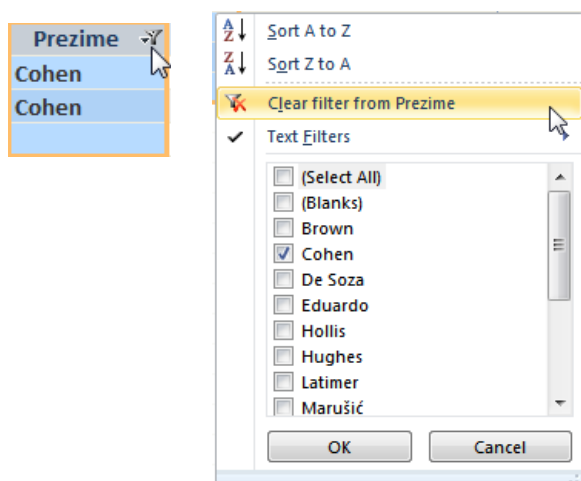 Prezime
Cohen
Cohen
Sort A to Z
Sort Z to A
Clear filter from Prezime
Text Filters
(Select All)
(Blanks)
Brown
Cohen
De Soza
Eduardo
Hollis
Hughes
Latimer
Marušić
OK Cancel